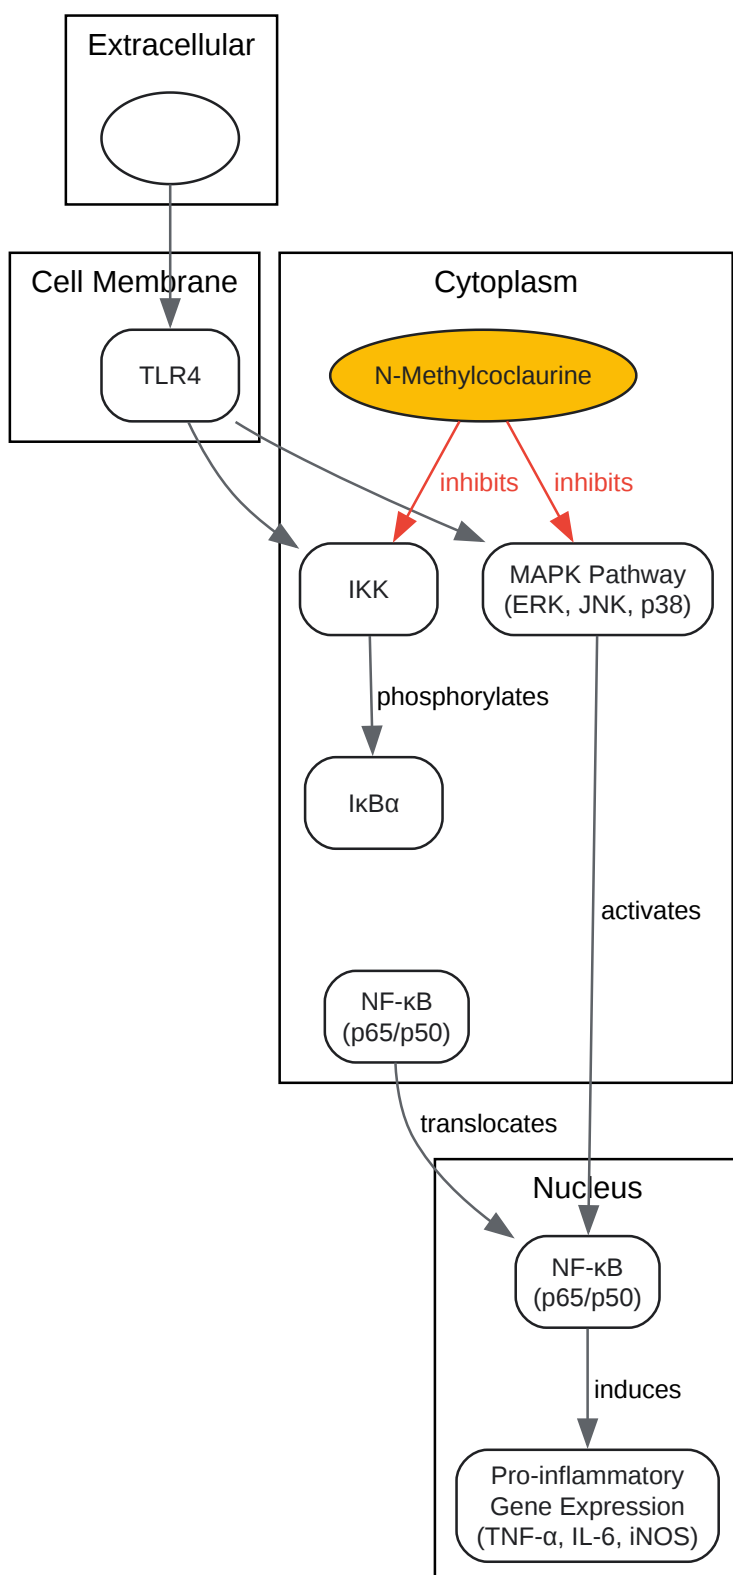 Extracellular
Cell Membrane
Cytoplasm
TLR4
N-Methylcoclaurine
inhibits
inhibits
IKK
MAPK Pathway
(ERK, JNK, p38)
phosphorylates
IκBα
activates
NF-κB
(p65/p50)
translocates
Nucleus
NF-κB
(p65/p50)
induces
Pro-inflammatory
Gene Expression
(TNF-α, IL-6, iNOS)